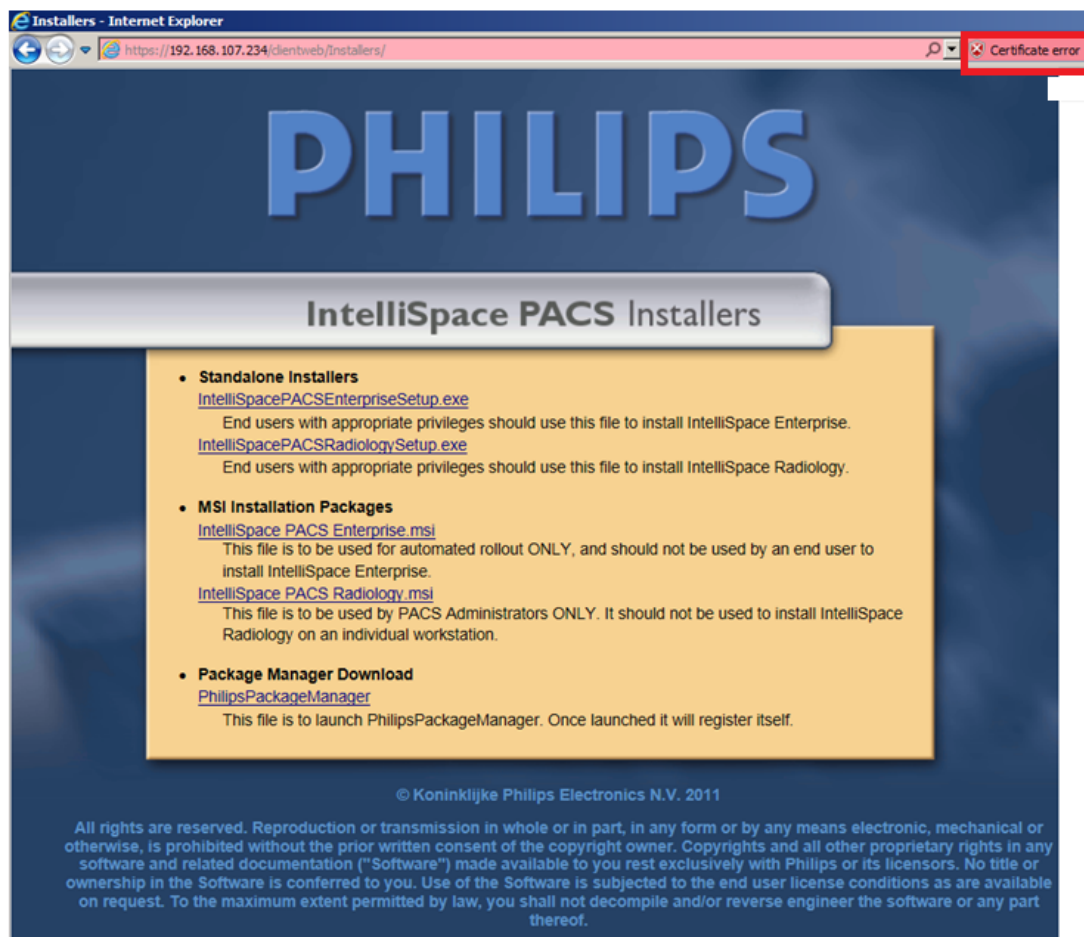 Installers - Internet Explorer
https://192.168.107.234/clientweb/Installers/
Certificate error
PHILIPS
IntelliSpace PACS Installers
• Standalone Installers
IntelliSpacePACSEnterpriseSetup.exe
End users with appropriate privileges should use this file to install IntelliSpace Enterprise.
IntelliSpacePACSRadiologySetup.exe
End users with appropriate privileges should use this file to install IntelliSpace Radiology.
• MSI Installation Packages
IntelliSpace PACS Enterprise.msi
This file is to be used for automated rollout ONLY, and should not be used by an end user to
install IntelliSpace Enterprise.
IntelliSpace PACS Radiology.msi
This file is to be used by PACS Administrators ONLY. It should not be used to install IntelliSpace
Radiology on an individual workstation.
• Package Manager Download
PhilipsPackageManager
This file is to launch PhilipsPackageManager. Once launched it will register itself.
© Koninklijke Philips Electronics N.V. 2011
All rights are reserved. Reproduction or transmission in whole or in part, in any form or by any means electronic, mechanical or
otherwise, is prohibited without the prior written consent of the copyright owner. Copyrights and all other proprietary rights in any
software and related documentation ("Software") made available to you rest exclusively with Philips or its licensors. No title or
ownership in the Software is conferred to you. Use of the Software is subjected to the end user license conditions as are available
on request. To the maximum extent permitted by law, you shall not decompile and/or reverse engineer the software or any part
thereof.